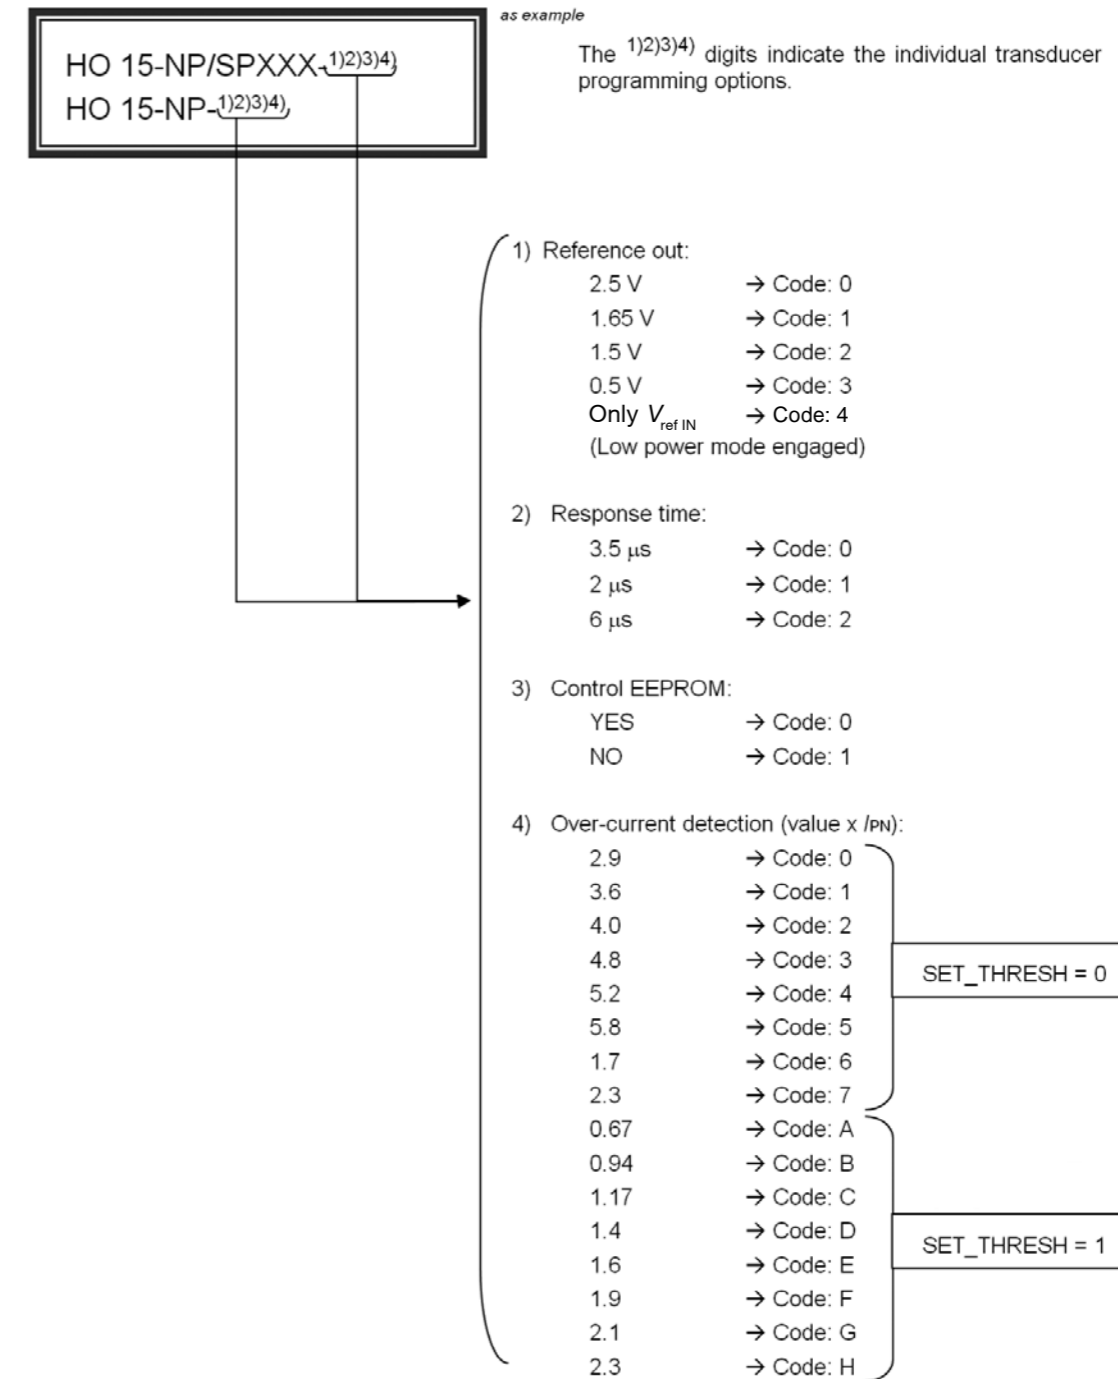 as example
HO 15-NP/SPXXX-1)2)3)4)
HO 15-NP-1)2)3)4)
The 1)2)3)4) digits indicate the individual transducer
programming options.
1) Reference out:
2.5 V → Code: 0
1.65 V → Code: 1
1.5 V → Code: 2
0.5 V → Code: 3
Only Vref IN → Code: 4
(Low power mode engaged)
2) Response time:
3.5 µs → Code: 0
2 µs → Code: 1
6 µs → Code: 2
3) Control EEPROM:
YES → Code: 0
NO → Code: 1
4) Over-current detection (value x IPN):
2.9 → Code: 0
3.6 → Code: 1
4.0 → Code: 2
4.8 → Code: 3
SET_THRESH = 0
5.2 → Code: 4
5.8 → Code: 5
1.7 → Code: 6
2.3 → Code: 7
0.67 → Code: A
0.94 → Code: B
1.17 → Code: C
1.4 → Code: D
SET_THRESH = 1
1.6 → Code: E
1.9 → Code: F
2.1 → Code: G
2.3 → Code: H